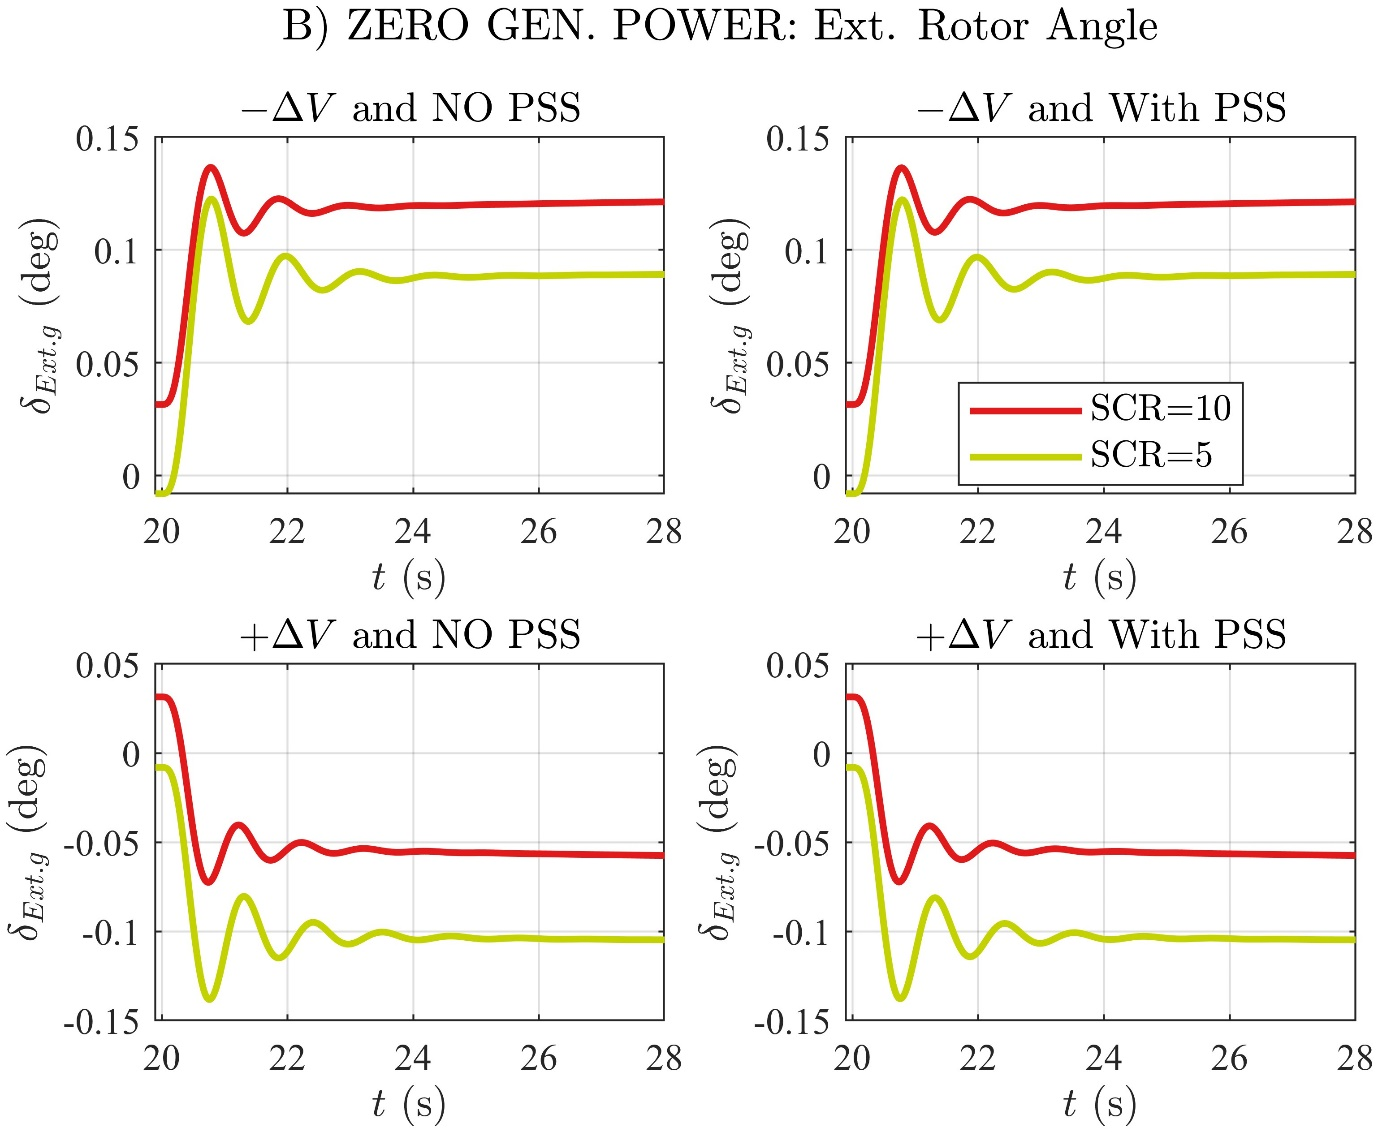 B) ZERO GEN. POWER: Ext. Rotor Angle
−ΔV and NO PSS
0.15
0.1
0.05
0
δ_Ext.g (deg)
20 22 24 26 28
t (s)
−ΔV and With PSS
0.15
0.1
0.05
0
δ_Ext.g (deg)
SCR=10
SCR=5
20 22 24 26 28
t (s)
+ΔV and NO PSS
0.05
0
-0.05
-0.1
-0.15
δ_Ext.g (deg)
20 22 24 26 28
t (s)
+ΔV and With PSS
0.05
0
-0.05
-0.1
-0.15
δ_Ext.g (deg)
20 22 24 26 28
t (s)